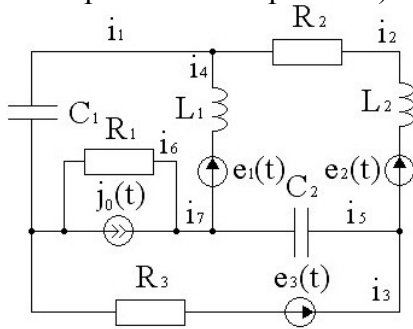 i₁
R₂
i₂
i₄
L₁
L₂
C₁
R₁
i₆
e₁(t)
C₂
e₂(t)
j₀(t)
i₇
i₅
R₃
e₃(t)
i₃